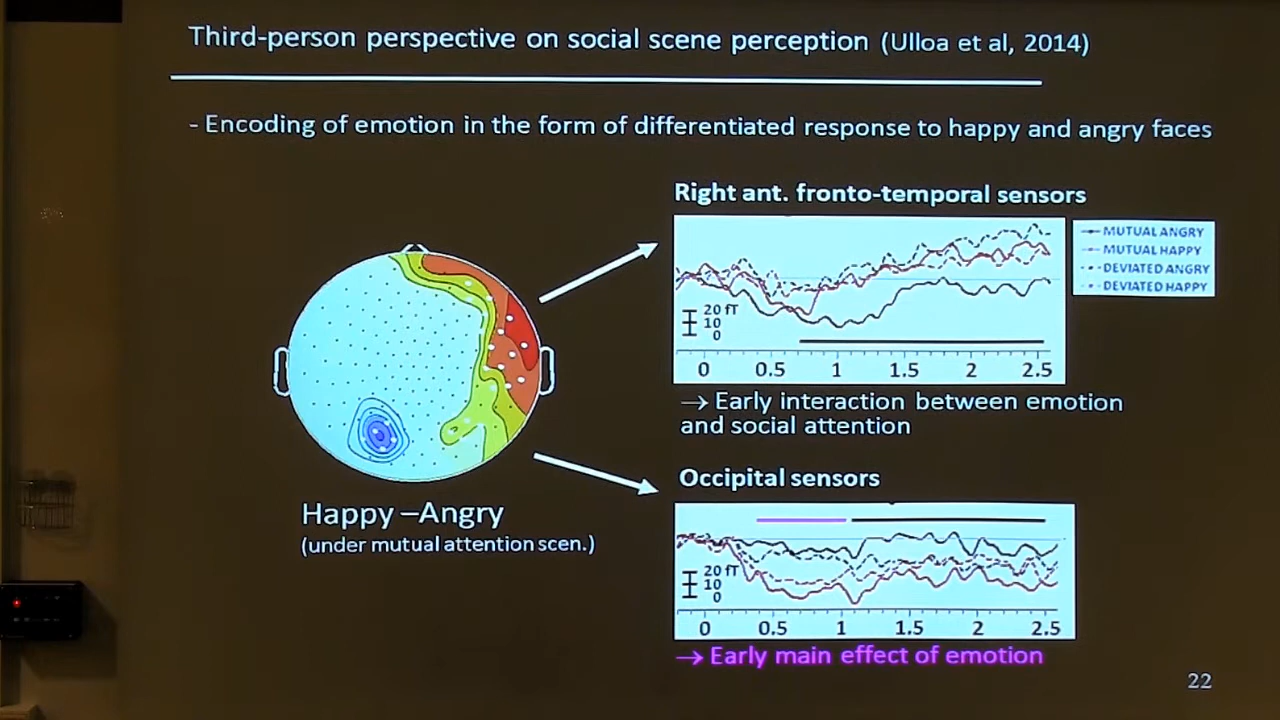 Third-person perspective on social scene perception (Ulloa et al, 2014)
- Encoding of emotion in the form of differentiated response to happy and angry faces
Right ant. fronto-temporal sensors
MUTUAL ANGRY
MUTUAL HAPPY
DEVIATED ANGRY
DEVIATED HAPPY
20 fT
10
0
0 0.5 1 1.5 2 2.5
→ Early interaction between emotion
and social attention
Occipital sensors
Happy –Angry
(under mutual attention scen.)
20 fT
10
0
0 0.5 1 1.5 2 2.5
→ Early main effect of emotion
22